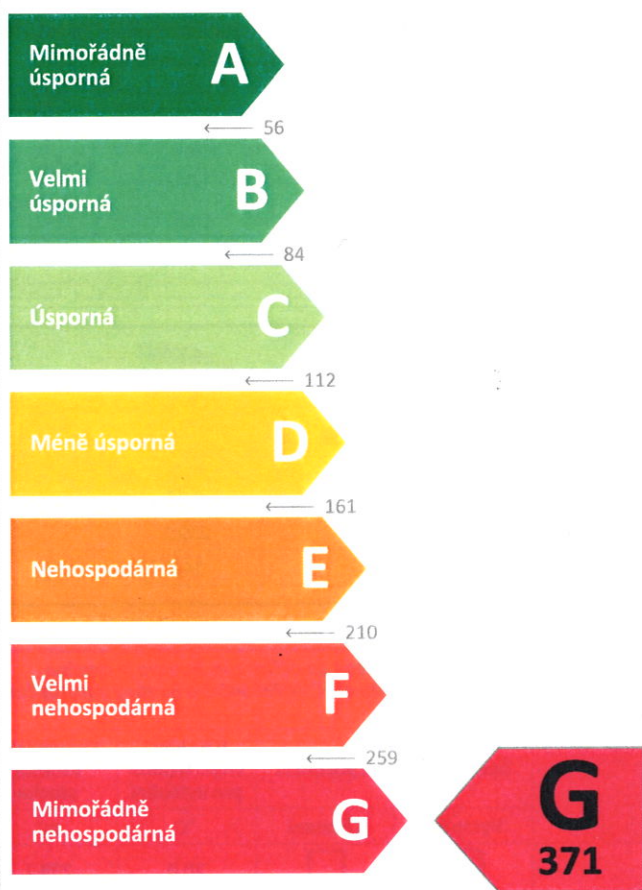 Mimořádně
úsporná
A
← 56
Velmi
úsporná
B
← 84
Úsporná
C
← 112
Méně úsporná
D
← 161
Nehospodárná
E
← 210
Velmi
nehospodárná
F
← 259
Mimořádně
nehospodárná
G
G
371